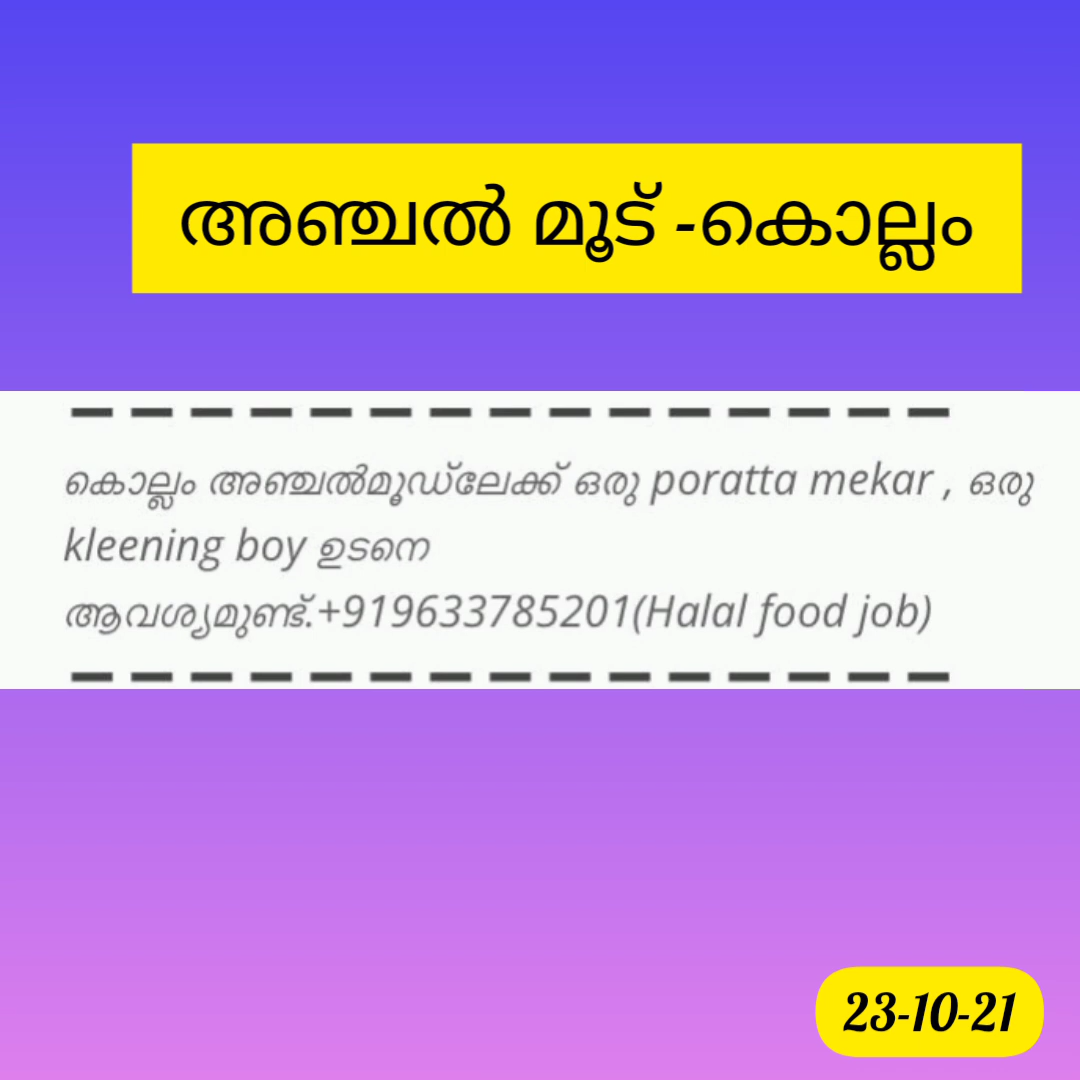 അഞ്ചൽ മൂട് -കൊല്ലം
കൊല്ലം അഞ്ചൽമൂഡ്ലേക്ക് ഒരു poratta mekar , ഒരു
kleening boy ഉടനെ
ആവശ്യമുണ്ട്.+919633785201(Halal food job)
23-10-21